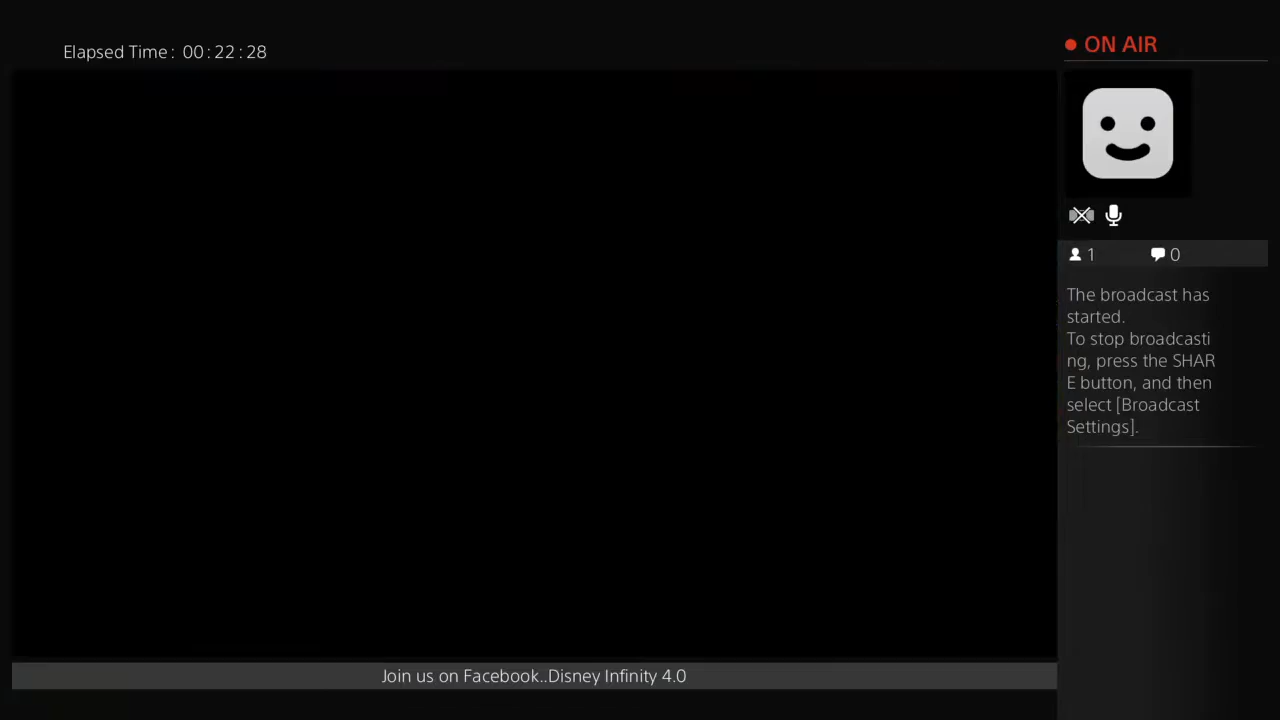 Elapsed Time: 00:22:28
ON AIR
1 0
The broadcast has
started.
To stop broadcasti
ng, press the SHAR
E button, and then
select [Broadcast
Settings].
Join us on Facebook..Disney Infinity 4.0